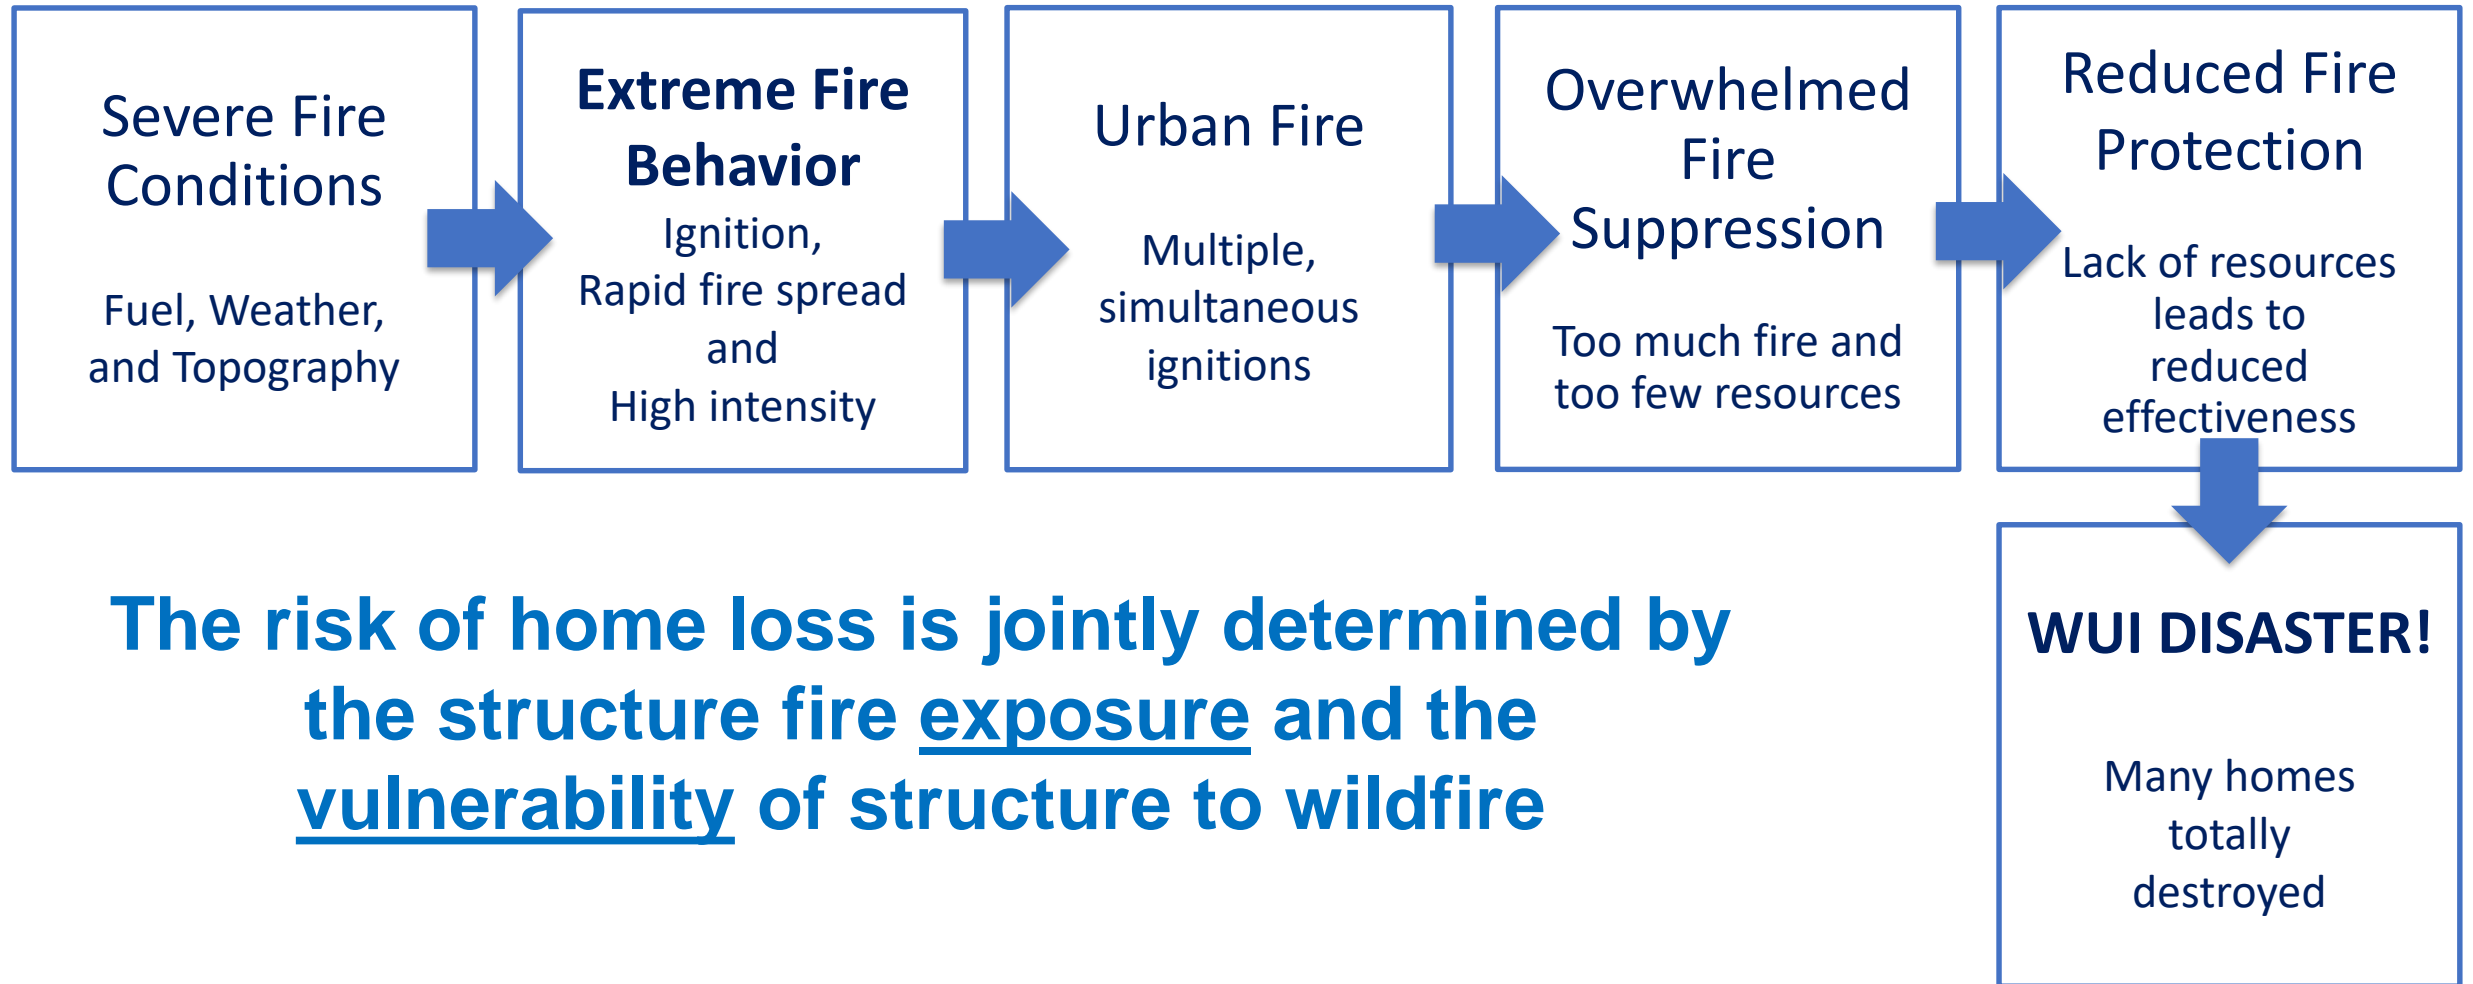 Severe Fire
Conditions
Fuel, Weather,
and Topography
Extreme Fire
Behavior
Ignition,
Rapid fire spread
and
High intensity
Urban Fire
Multiple,
simultaneous
ignitions
Overwhelmed
Fire
Suppression
Too much fire and
too few resources
Reduced Fire
Protection
Lack of resources
leads to
reduced
effectiveness
WUI DISASTER!
Many homes
totally
destroyed
The risk of home loss is jointly determined by
the structure fire exposure and the
vulnerability of structure to wildfire